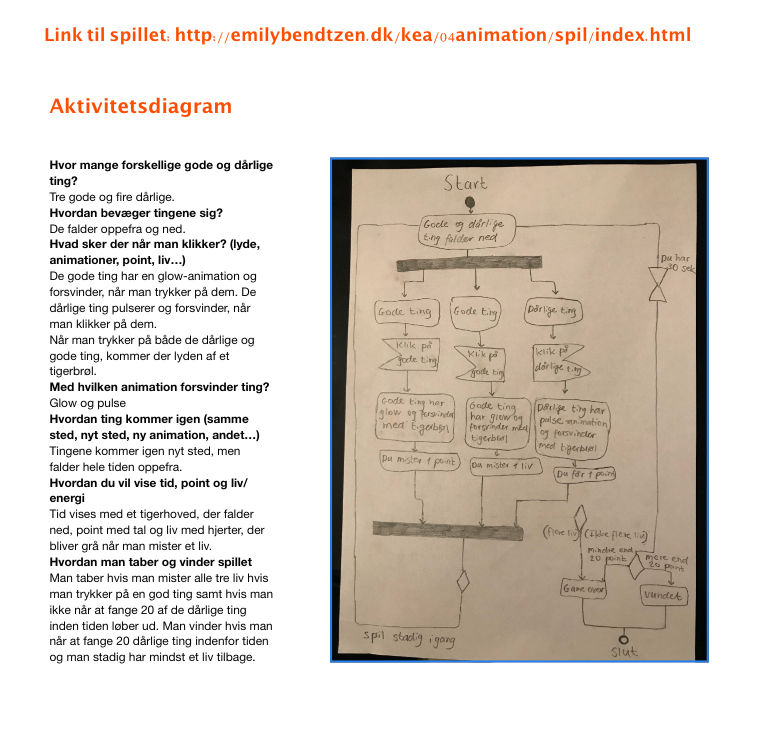 Link til spillet: http://emilybendtzen.dk/kea/04animation/spil/index.html
Aktivitetsdiagram
Hvor mange forskellige gode og dårlige
ting?
Tre gode og fire dårlige.
Hvordan bevæger tingene sig?
De falder oppefra og ned.
Hvad sker der når man klikker? (lyde,
animationer, point, liv…)
De gode ting har en glow-animation og
forsvinder, når man trykker på dem. De
dårlige ting pulserer og forsvinder, når
man klikker på dem.
Når man trykker på både de dårlige og
gode ting, kommer der lyden af et
tigerbrøl.
Med hvilken animation forsvinder ting?
Glow og pulse
Hvordan ting kommer igen (samme
sted, nyt sted, ny animation, andet…)
Tingene kommer igen nyt sted, men
falder hele tiden oppefra.
Hvordan du vil vise tid, point og liv/
energi
Tid vises med et tigerhoved, der falder
ned, point med tal og liv med hjerter, der
bliver grå når man mister et liv.
Hvordan man taber og vinder spillet
Man taber hvis man mister alle tre liv hvis
man trykker på en god ting samt hvis man
ikke når at fange 20 af de dårlige ting
inden tiden løber ud. Man vinder hvis man
når at fange 20 dårlige ting indenfor tiden
og man stadig har mindst et liv tilbage.
Start
Gode og dårlige
ting falder ned
Du har
30 sek
Gode ting
Gode ting
Dårlige ting
Klik på
gode ting
Klik på
gode tig
Klik på
dårlige ting
Gode ting har
glow og forsvinder
med tigerbrøl
Gode ting
har glow og
forsvinder med
tigerbrøl
Dårlige ting har
pulse animation
og forsvinder
med tigerbrøl
Du mister 1 point
Du mister 1 liv
Du får 1 point
(flere liv)
(Ikke flere liv)
mindre end
20 point
mere end
20 point
Game over
Vundet
spil stadig igang
Slut